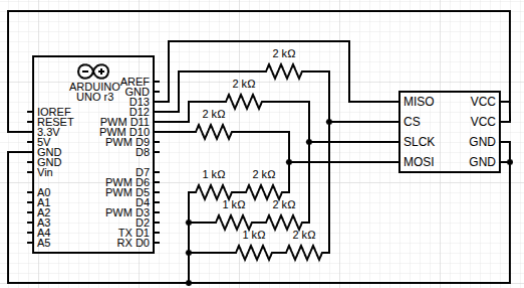 2 kΩ
2 kΩ
2 kΩ
ARDUINO
UNO r3
AREF
GND
D13
D12
PWM D11
PWM D10
PWM D9
D8
D7
PWM D6
PWM D5
D4
PWM D3
D2
TX D1
RX D0
IOREF
RESET
3.3V
5V
GND
GND
Vin
A0
A1
A2
A3
A4
A5
1 kΩ 2 kΩ
1 kΩ 2 kΩ
1 kΩ 2 kΩ
MISO VCC
CS VCC
SLCK GND
MOSI GND